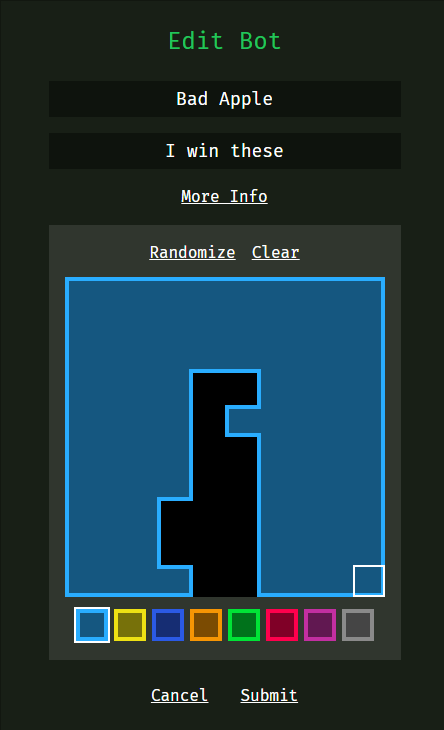 Edit Bot
Bad Apple
I win these
More Info
Randomize Clear
Cancel Submit